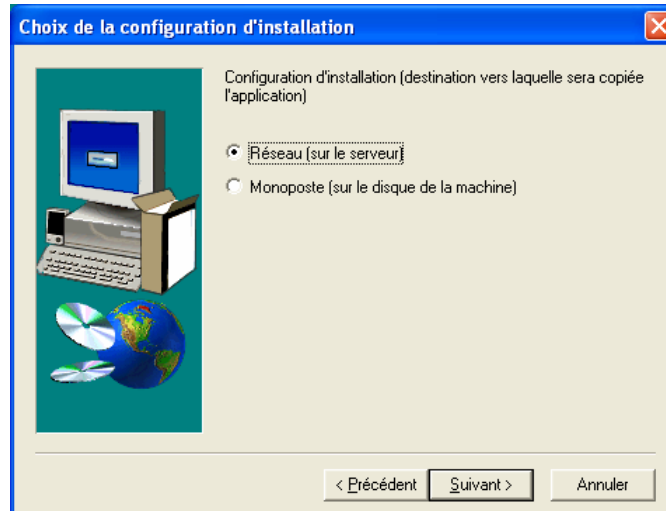 Choix de la configuration d'installation
Configuration d'installation (destination vers laquelle sera copiée
l'application)
Réseau (sur le serveur)
Monoposte (sur le disque de la machine)
< Précédent
Suivant >
Annuler